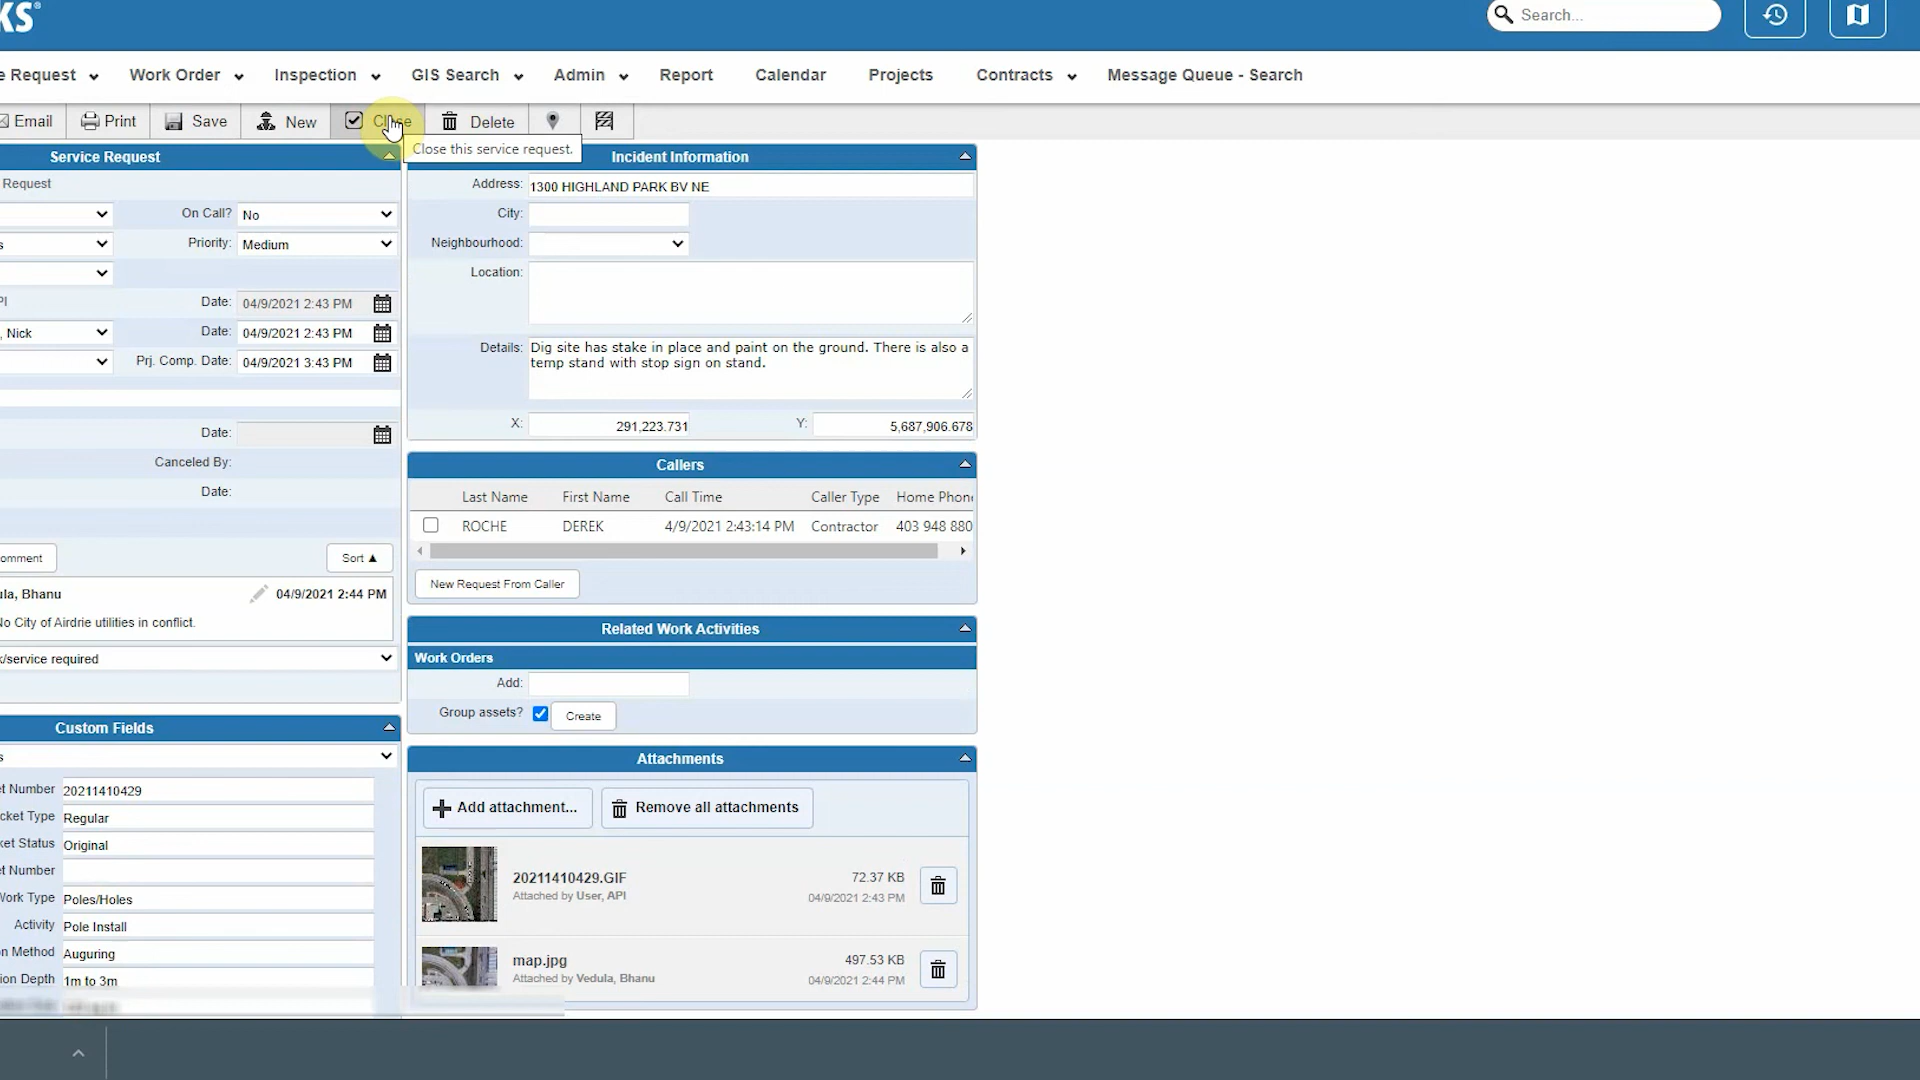 KS®
Search...
e Request Work Order Inspection GIS Search Admin Report Calendar Projects Contracts Message Queue - Search
Email Print Save New Close Delete
Close this service request.
Service Request
Request
On Call? No
s Priority: Medium
PI Date: 04/9/2021 2:43 PM
, Nick Date: 04/9/2021 2:43 PM
Prj. Comp. Date: 04/9/2021 3:43 PM
Date:
Canceled By:
Date:
omment Sort ▲
ula, Bhanu 04/9/2021 2:44 PM
No City of Airdrie utilities in conflict.
k/service required
Custom Fields
s
et Number 20211410429
cket Type Regular
ket Status Original
et Number
Work Type Poles/Holes
Activity Pole Install
on Method Auguring
tion Depth 1m to 3m
Incident Information
Address: 1300 HIGHLAND PARK BV NE
City:
Neighbourhood:
Location:
Details: Dig site has stake in place and paint on the ground. There is also a
temp stand with stop sign on stand.
X: 291,223.731 Y: 5,687,906.678
Callers
Last Name First Name Call Time Caller Type Home Phon
ROCHE DEREK 4/9/2021 2:43:14 PM Contractor 403 948 880
New Request From Caller
Related Work Activities
Work Orders
Add:
Group assets? Create
Attachments
Add attachment... Remove all attachments
20211410429.GIF 72.37 KB
Attached by User, API 04/9/2021 2:43 PM
map.jpg 497.53 KB
Attached by Vedula, Bhanu 04/9/2021 2:44 PM